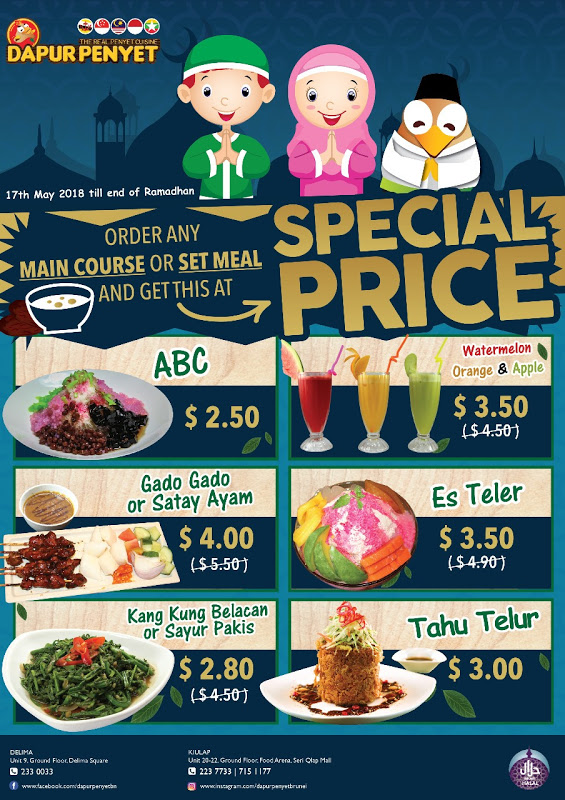 THE REAL PENYET CUISINE
DAPUR PENYET
17th May 2018 till end of Ramadhan
ORDER ANY
MAIN COURSE OR SET MEAL
AND GET THIS AT
SPECIAL
PRICE
ABC
$ 2.50
Watermelon
Orange & Apple
$ 3.50
( $ 4.50 )
Gado Gado
or Satay Ayam
$ 4.00
( $ 5.50 )
Es Teler
$ 3.50
( $ 4.90 )
Kang Kung Belacan
or Sayur Pakis
$ 2.80
( $ 4.50 )
Tahu Telur
$ 3.00
DELIMA
Unit 9, Ground Floor, Delima Square
233 0033
www.facebook.com/dapurpenyetbn
KIULAP
Unit 20-22, Ground Floor, Food Arena, Seri Qlap Mall
223 7733 | 715 1177
www.instagram.com/dapurpenyetbrunei
حلال
HALAL